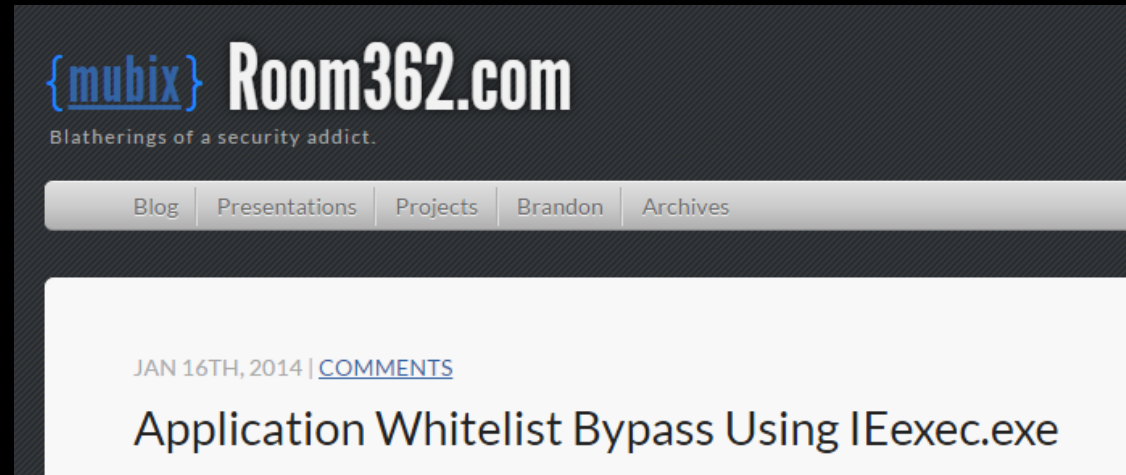 {mubix} Room362.com
Blatherings of a security addict.
Blog Presentations Projects Brandon Archives
JAN 16TH, 2014 | COMMENTS
Application Whitelist Bypass Using IEexec.exe